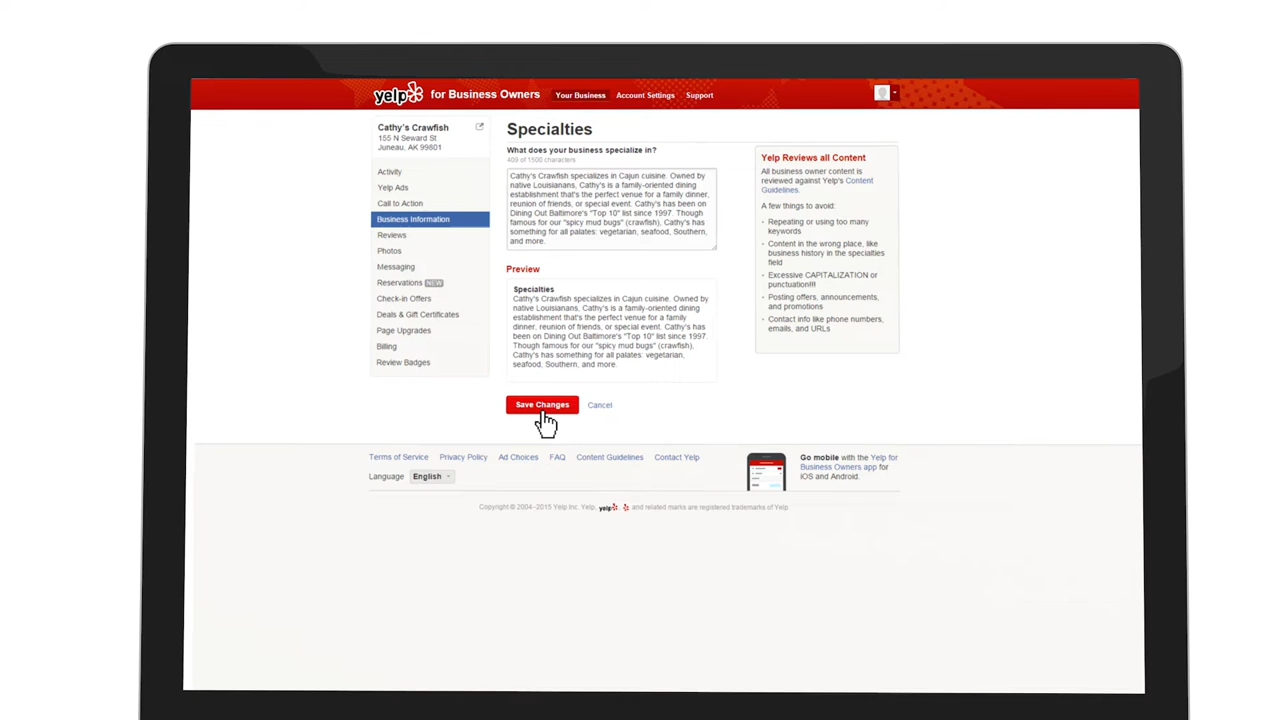 yelp for Business Owners Your Business Account Settings Support
Cathy's Crawfish
155 N Seward St
Juneau, AK 99801
Activity
Yelp Ads
Call to Action
Business Information
Reviews
Photos
Messaging
Reservations NEW
Check-in Offers
Deals & Gift Certificates
Page Upgrades
Billing
Review Badges
Specialties
What does your business specialize in?
409 of 1500 characters
Cathy's Crawfish specializes in Cajun cuisine. Owned by
native Louisianans, Cathy's is a family-oriented dining
establishment that's the perfect venue for a family dinner,
reunion of friends, or special event. Cathy's has been on
Dining Out Baltimore's "Top 10" list since 1997. Though
famous for our "spicy mud bugs" (crawfish), Cathy's has
something for all palates: vegetarian, seafood, Southern,
and more.
Preview
Specialties
Cathy's Crawfish specializes in Cajun cuisine. Owned by
native Louisianans, Cathy's is a family-oriented dining
establishment that's the perfect venue for a family
dinner, reunion of friends, or special event. Cathy's has
been on Dining Out Baltimore's "Top 10" list since 1997.
Though famous for our "spicy mud bugs" (crawfish),
Cathy's has something for all palates: vegetarian,
seafood, Southern, and more.
Save Changes Cancel
Yelp Reviews all Content
All business owner content is
reviewed against Yelp's Content
Guidelines.
A few things to avoid:
• Repeating or using too many
keywords
• Content in the wrong place, like
business history in the specialties
field
• Excessive CAPITALIZATION or
punctuation!!!
• Posting offers, announcements,
and promotions
• Contact info like phone numbers,
emails, and URLs
Terms of Service Privacy Policy Ad Choices FAQ Content Guidelines Contact Yelp
Language English
Go mobile with the Yelp for
Business Owners app for
iOS and Android.
Copyright © 2004–2015 Yelp Inc. Yelp, yelp, and related marks are registered trademarks of Yelp.